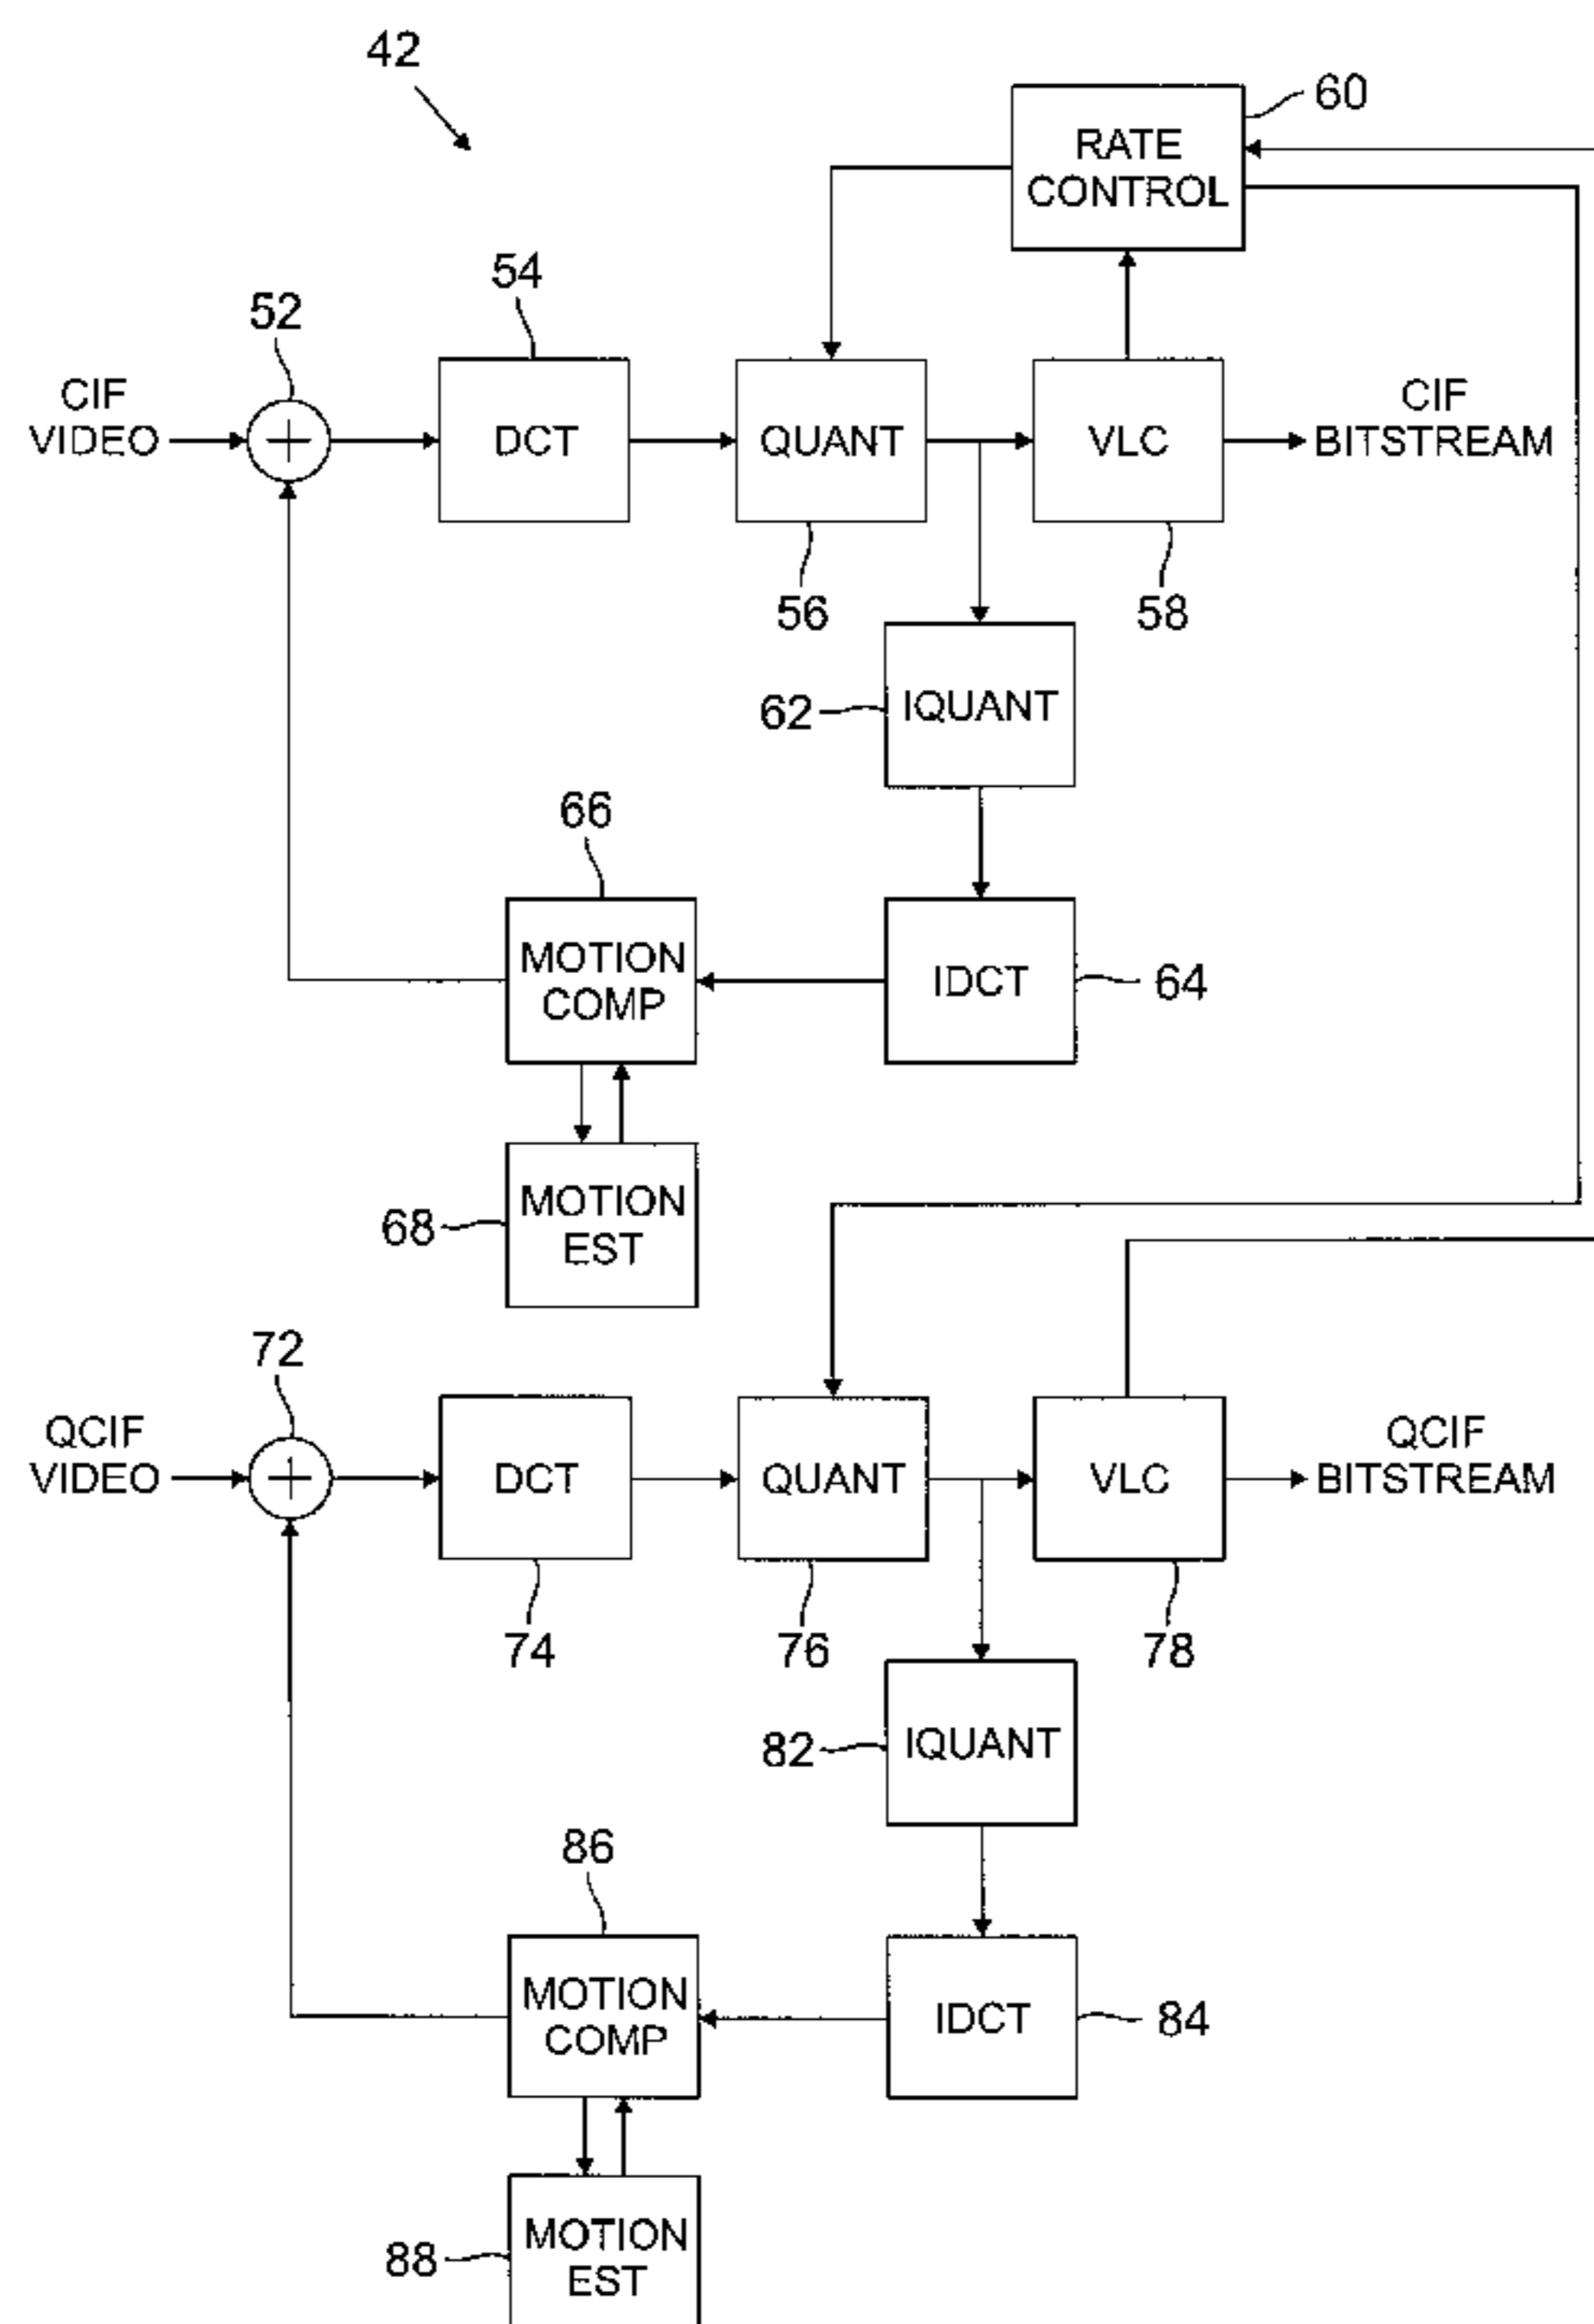 42
60
RATE
CONTROL
54
52
CIF
VIDEO
DCT
QUANT
VLC
CIF
BITSTREAM
56
58
62
IQUANT
66
MOTION
COMP
IDCT
64
68
MOTION
EST
72
QCIF
VIDEO
DCT
QUANT
VLC
QCIF
BITSTREAM
74
76
78
82
IQUANT
86
MOTION
COMP
IDCT
84
88
MOTION
EST